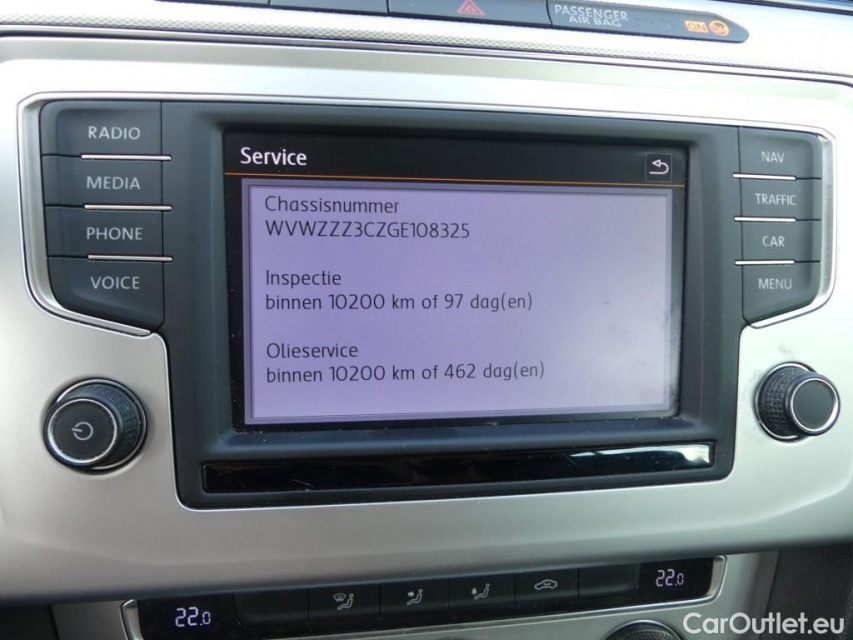 PASSENGER
AIR BAG ON
RADIO
MEDIA
PHONE
VOICE
Service
Chassisnummer
WVWZZZ3CZGE108325
Inspectie
binnen 10200 km of 97 dag(en)
Olieservice
binnen 10200 km of 462 dag(en)
NAV
TRAFFIC
CAR
MENU
22.0
22.0
CarOutlet.eu